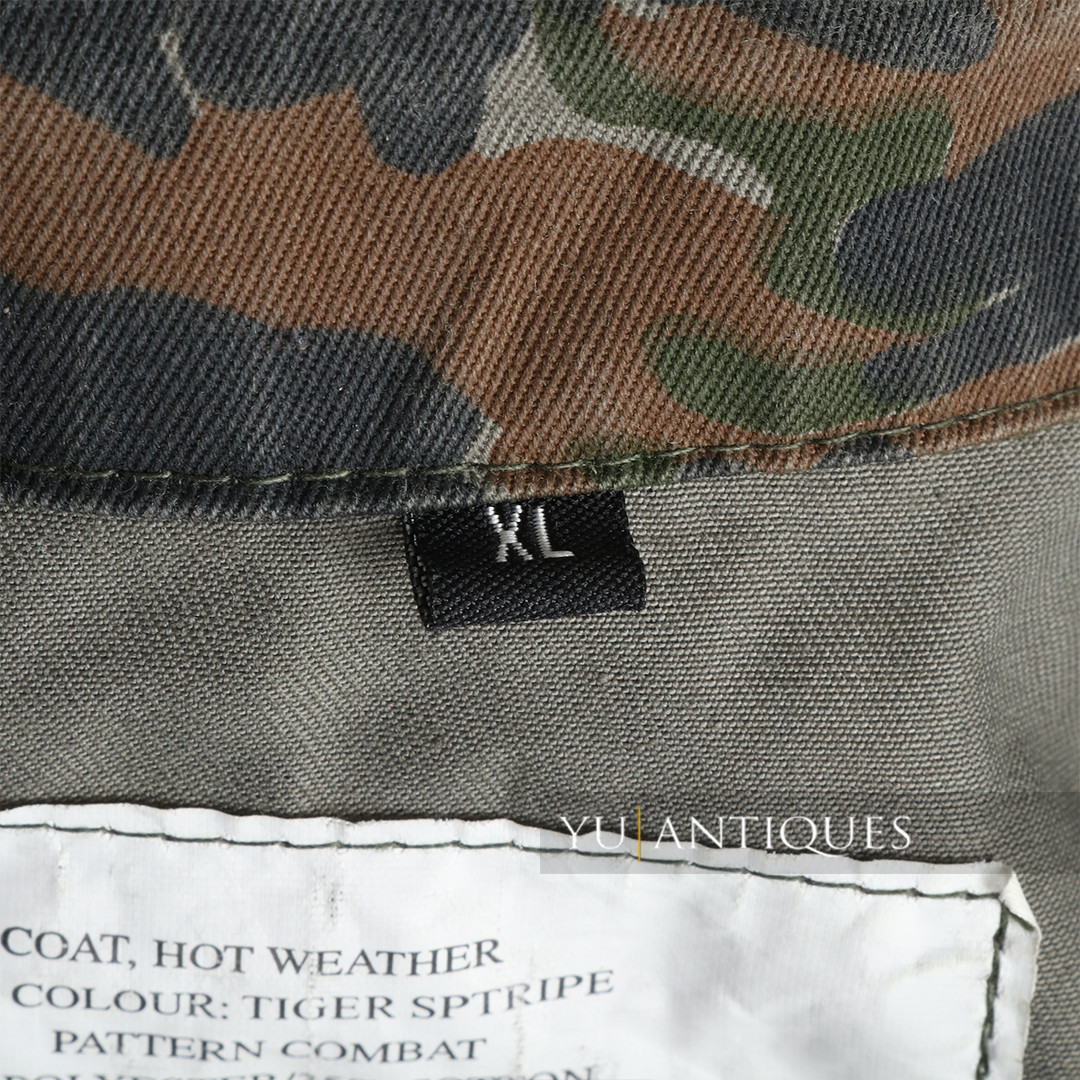 XL
YU|ANTIQUES
COAT, HOT WEATHER
COLOUR: TIGER SPTRIPE
PATTERN COMBAT